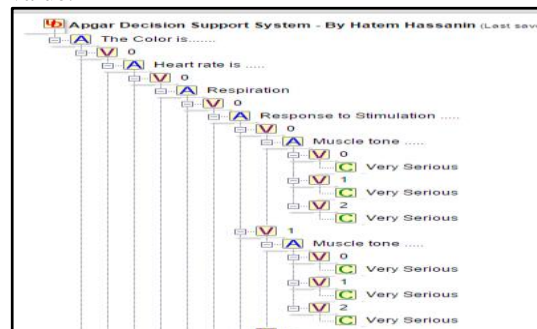 Apgar Decision Support System - By Hatem Hassanin (Last save
A The Color is.......
V 0
A Heart rate is .....
V 0
A Respiration
V 0
A Response to Stimulation .....
V 0
A Muscle tone .....
V 0
C Very Serious
V 1
C Very Serious
V 2
C Very Serious
V 1
A Muscle tone .....
V 0
C Very Serious
V 1
C Very Serious
V 2
C Very Serious